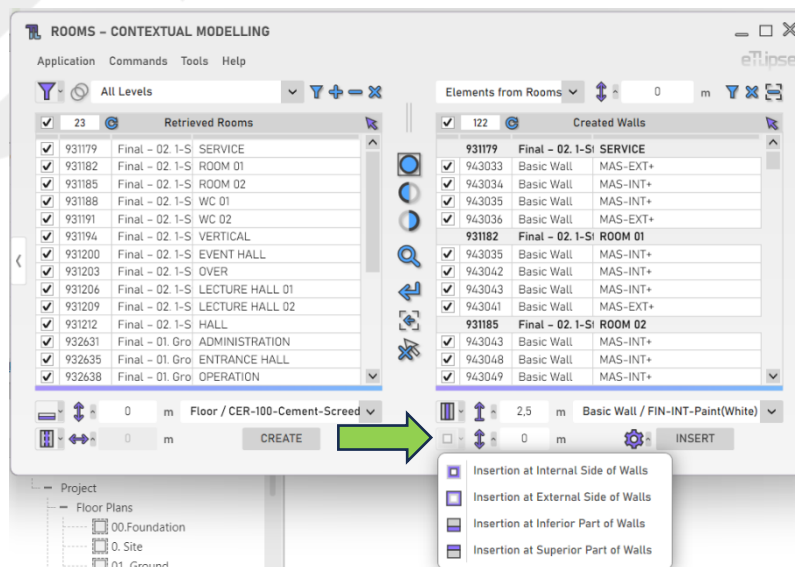 ROOMS – CONTEXTUAL MODELLING
Application Commands Tools Help
eTlipse
All Levels
Elements from Rooms 0 m
23 Retrieved Rooms
122 Created Walls
931179 Final – 02. 1-S SERVICE
931182 Final – 02. 1-S ROOM 01
931185 Final – 02. 1-S ROOM 02
931188 Final – 02. 1-S WC 01
931191 Final – 02. 1-S WC 02
931194 Final – 02. 1-S VERTICAL
931200 Final – 02. 1-S EVENT HALL
931203 Final – 02. 1-S OVER
931206 Final – 02. 1-S LECTURE HALL 01
931209 Final – 02. 1-S LECTURE HALL 02
931212 Final – 02. 1-S HALL
932631 Final – 01. Gro ADMINISTRATION
932635 Final – 01. Gro ENTRANCE HALL
932638 Final – 01. Gro OPERATION
931179 Final – 02. 1-St SERVICE
943033 Basic Wall MAS-EXT+
943034 Basic Wall MAS-INT+
943035 Basic Wall MAS-INT+
943036 Basic Wall MAS-EXT+
931182 Final – 02. 1-St ROOM 01
943035 Basic Wall MAS-INT+
943042 Basic Wall MAS-INT+
943043 Basic Wall MAS-INT+
943041 Basic Wall MAS-EXT+
931185 Final – 02. 1-St ROOM 02
943043 Basic Wall MAS-INT+
943048 Basic Wall MAS-INT+
943049 Basic Wall MAS-INT+
0 m Floor / CER-100-Cement-Screed
0 m CREATE
2,5 m Basic Wall / FIN-INT-Paint(White)
0 m INSERT
Insertion at Internal Side of Walls
Insertion at External Side of Walls
Insertion at Inferior Part of Walls
Insertion at Superior Part of Walls
Project
Floor Plans
00.Foundation
0. Site
01. Ground